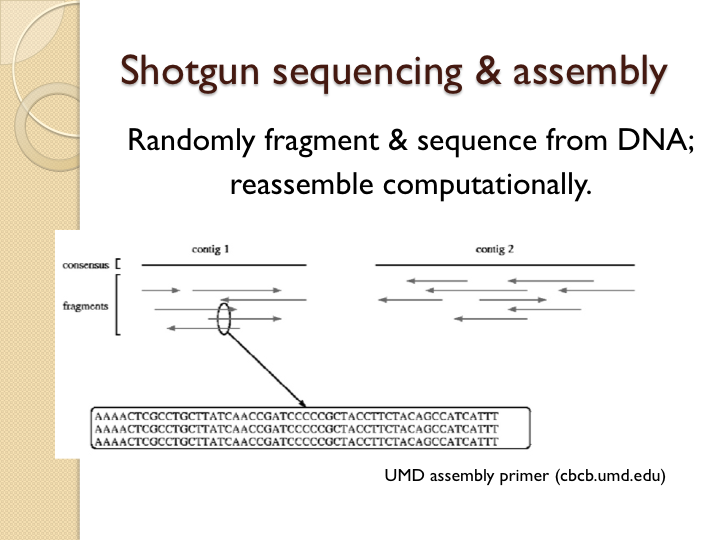 Shotgun sequencing & assembly
Randomly fragment & sequence from DNA;
reassemble computationally.
contig 1
contig 2
consensus
fragments
AAAACTCGCCTGCTTATCAACCGATCCCCCGCTACCTTCTACAGCCATCATTT
AAAACTCGCCTGCTTATCAACCGATCCCCCGCTACCTTCTACAGCCATCATTT
AAAACTCGCCTGCTTATCAACCGATCCCCCGCTACCTTCTACAGCCATCATTT
UMD assembly primer (cbcb.umd.edu)